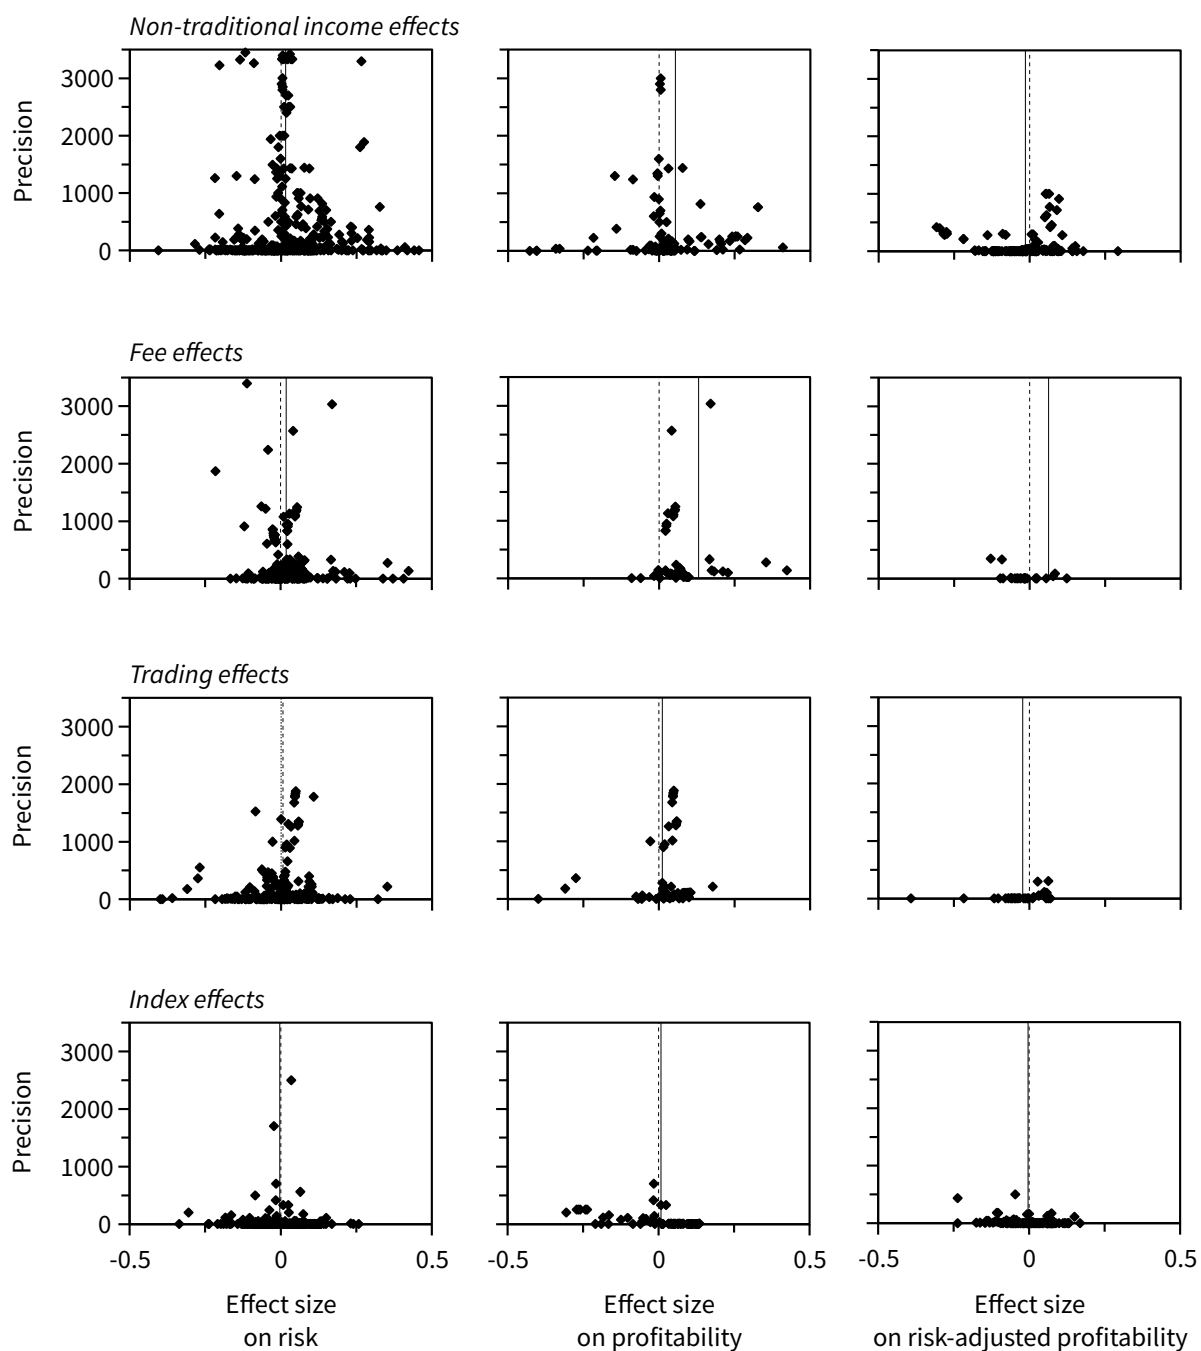 Non-traditional income effects
Precision
3000
2000
1000
0
Fee effects
Precision
3000
2000
1000
0
Trading effects
Precision
3000
2000
1000
0
Index effects
Precision
3000
2000
1000
0
-0.5 0 0.5 -0.5 0 0.5 -0.5 0 0.5
Effect size Effect size Effect size
on risk on profitability on risk-adjusted profitability